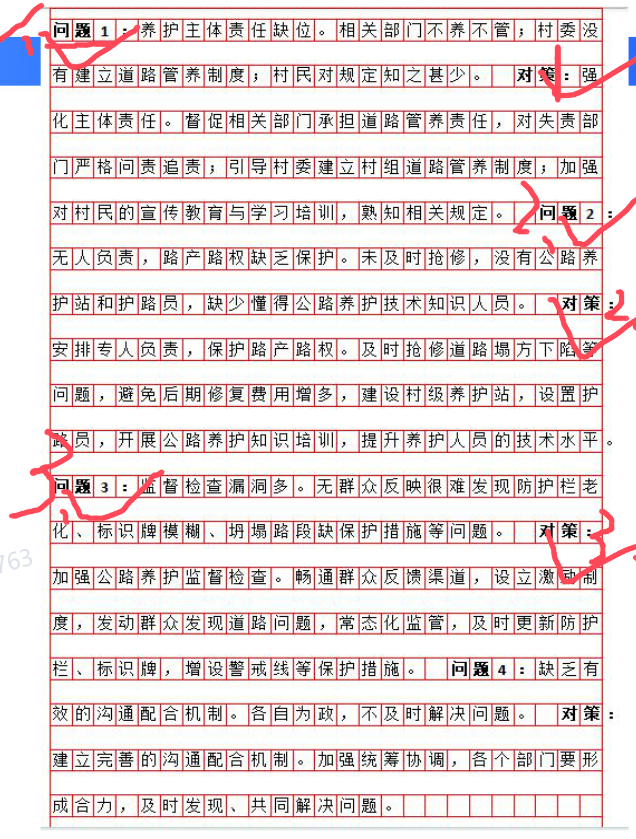 问题1：养护主体责任缺位。相关部门不养不管；村委没
有建立道路管养制度；村民对规定知之甚少。 对策：强
化主体责任。督促相关部门承担道路管养责任，对失责部
门严格问责追责；引导村委建立村组道路管养制度；加强
对村民的宣传教育与学习培训，熟知相关规定。 问题2：
无人负责，路产路权缺乏保护。未及时抢修，没有公路养
护站和护路员，缺少懂得公路养护技术知识人员。 对策：
安排专人负责，保护路产路权。及时抢修道路塌方下陷等
问题，避免后期修复费用增多，建设村级养护站，设置护
路员，开展公路养护知识培训，提升养护人员的技术水平。
问题3：监督检查漏洞多。无群众反映很难发现防护栏老
化、标识牌模糊、坍塌路段缺保护措施等问题。 对策：
加强公路养护监督检查。畅通群众反馈渠道，设立激励制
度，发动群众发现道路问题，常态化监管，及时更新防护
栏、标识牌，增设警戒线等保护措施。 问题4：缺乏有
效的沟通配合机制。各自为政，不及时解决问题。 对策：
建立完善的沟通配合机制。加强统筹协调，各个部门要形
成合力，及时发现、共同解决问题。
763